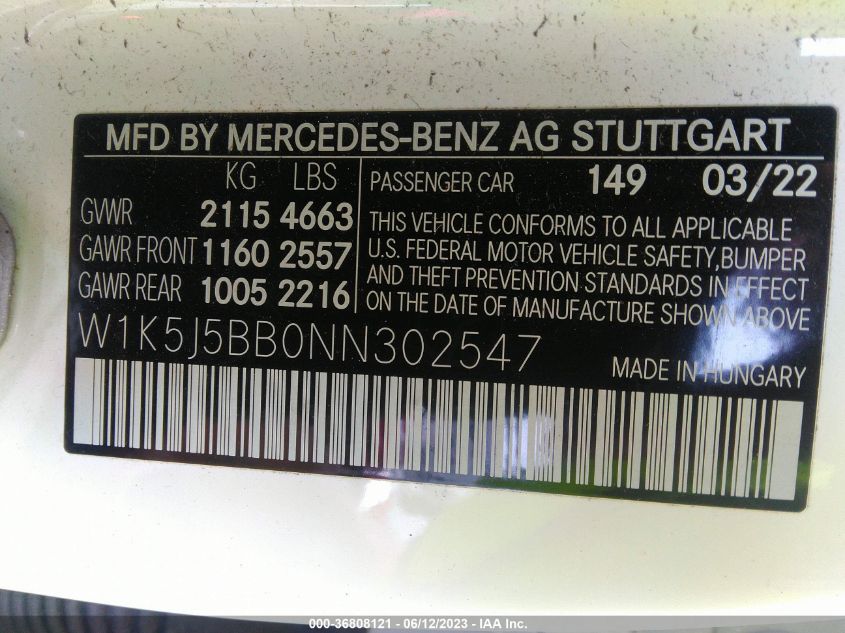 MFD BY MERCEDES-BENZ AG STUTTGART
KG LBS
GVWR 2115 4663
GAWR FRONT 1160 2557
GAWR REAR 1005 2216
PASSENGER CAR 149 03/22
THIS VEHICLE CONFORMS TO ALL APPLICABLE
U.S. FEDERAL MOTOR VEHICLE SAFETY,BUMPER
AND THEFT PREVENTION STANDARDS IN EFFECT
ON THE DATE OF MANUFACTURE SHOWN ABOVE
W1K5J5BB0NN302547
MADE IN HUNGARY
000-36808121 - 06/12/2023 - IAA Inc.